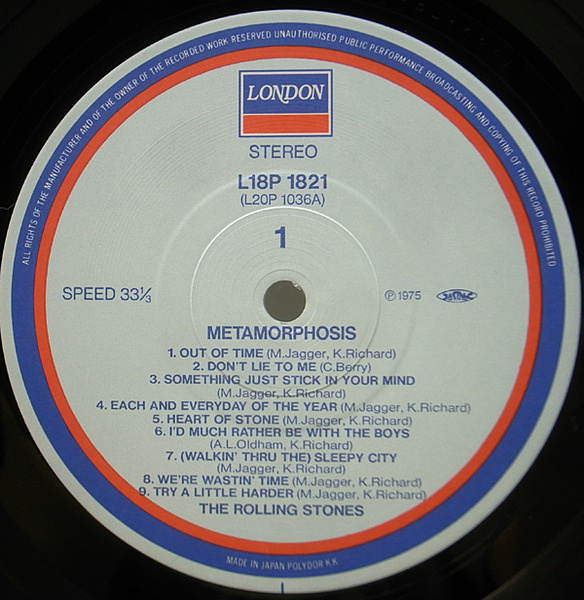 ALL RIGHTS OF THE MANUFACTURER AND OF THE OWNER OF THE RECORDED WORK RESERVED UNAUTHORISED PUBLIC PERFORMANCE BROADCASTING AND COPYING OF THIS RECORD PROHIBITED
LONDON
STEREO
L18P 1821
(L20P 1036A)
1
SPEED 33⅓
Ⓟ1975 JASRAC
METAMORPHOSIS
1. OUT OF TIME (M.Jagger, K.Richard)
2. DON'T LIE TO ME (C.Berry)
3. SOMETHING JUST STICK IN YOUR MIND
(M.Jagger, K.Richard)
4. EACH AND EVERYDAY OF THE YEAR (M.Jagger, K.Richard)
5. HEART OF STONE (M.Jagger, K.Richard)
6. I'D MUCH RATHER BE WITH THE BOYS
(A.L.Oldham, K.Richard)
7. (WALKIN' THRU THE) SLEEPY CITY
(M.Jagger, K.Richard)
8. WE'RE WASTIN' TIME (M.Jagger, K.Richard)
9. TRY A LITTLE HARDER (M.Jagger, K.Richard)
THE ROLLING STONES
MADE IN JAPAN POLYDOR K.K.